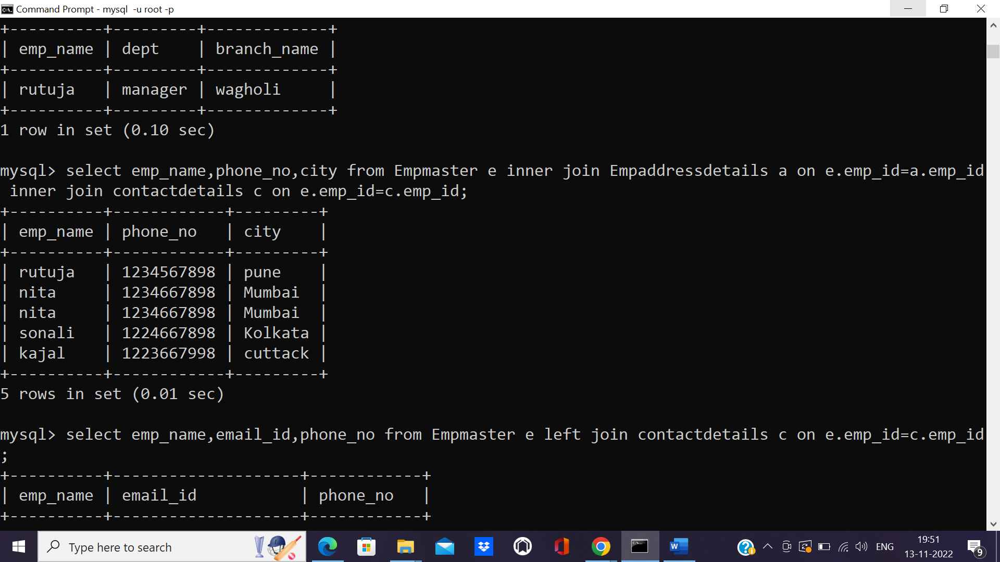 Command Prompt - mysql  -u root -p
+----------+---------+-------------+
| emp_name | dept    | branch_name |
+----------+---------+-------------+
| rutuja   | manager | wagholi     |
+----------+---------+-------------+
1 row in set (0.10 sec)
mysql> select emp_name,phone_no,city from Empmaster e inner join Empaddressdetails a on e.emp_id=a.emp_id
 inner join contactdetails c on e.emp_id=c.emp_id;
+----------+------------+---------+
| emp_name | phone_no   | city    |
+----------+------------+---------+
| rutuja   | 1234567898 | pune    |
| nita     | 1234667898 | Mumbai  |
| nita     | 1234667898 | Mumbai  |
| sonali   | 1224667898 | Kolkata |
| kajal    | 1223667998 | cuttack |
+----------+------------+---------+
5 rows in set (0.01 sec)
mysql> select emp_name,email_id,phone_no from Empmaster e left join contactdetails c on e.emp_id=c.emp_id
;
+----------+--------------------+------------+
| emp_name | email_id           | phone_no   |
+----------+--------------------+------------+
Type here to search
ENG
19:51
13-11-2022
9